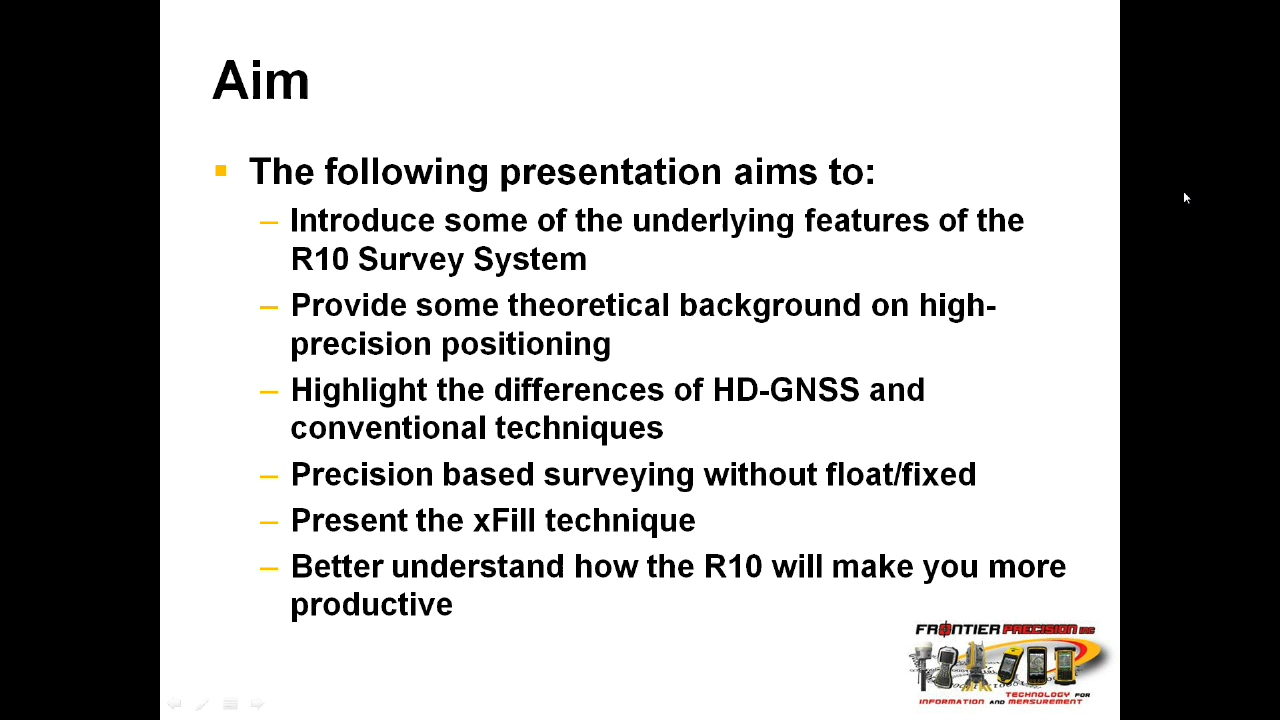 Aim
The following presentation aims to:
– Introduce some of the underlying features of the
R10 Survey System
– Provide some theoretical background on high-
precision positioning
– Highlight the differences of HD-GNSS and
conventional techniques
– Precision based surveying without float/fixed
– Present the xFill technique
– Better understand how the R10 will make you more
productive
FRONTIER PRECISION INC
TECHNOLOGY FOR
INFORMATION AND MEASUREMENT